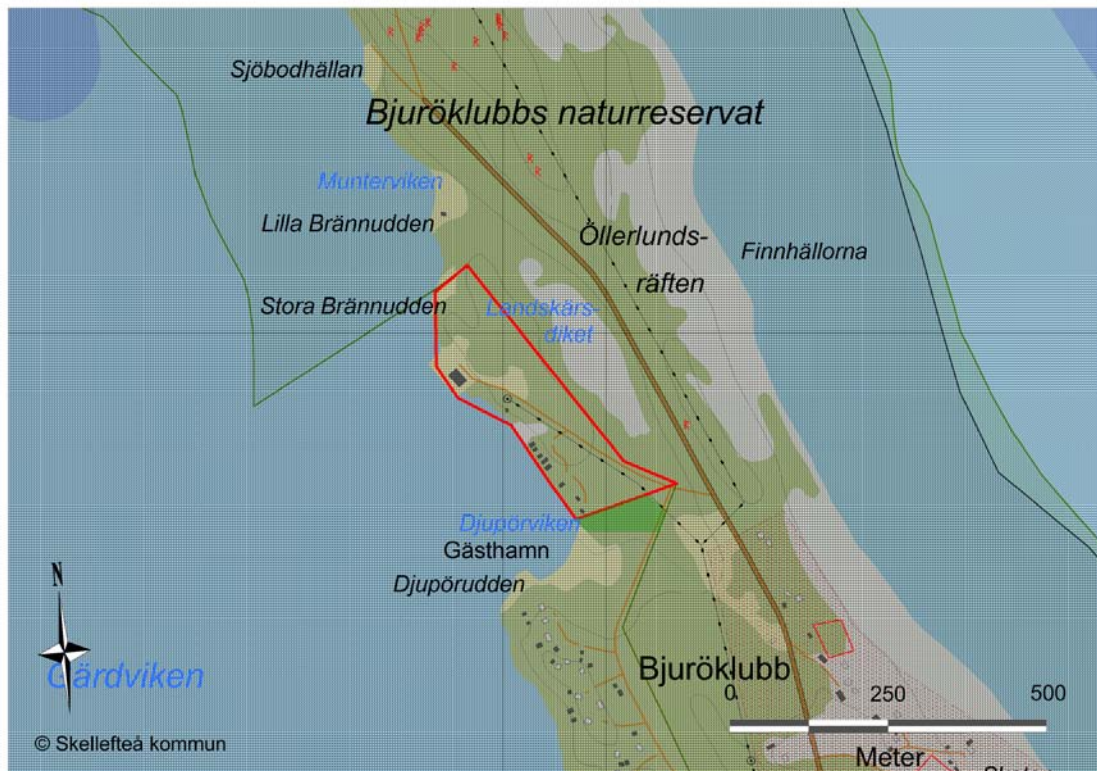 Sjöbodhällan
Bjuröklubbs naturreservat
Munterviken
Lilla Brännudden
Öllerlunds-
räften
Finnhällorna
Stora Brännudden
Landskärs-
diket
Djupörviken
Gästhamn
Djupörudden
N
Gärdviken
Bjuröklubb
0 250 500
Meter
© Skellefteå kommun